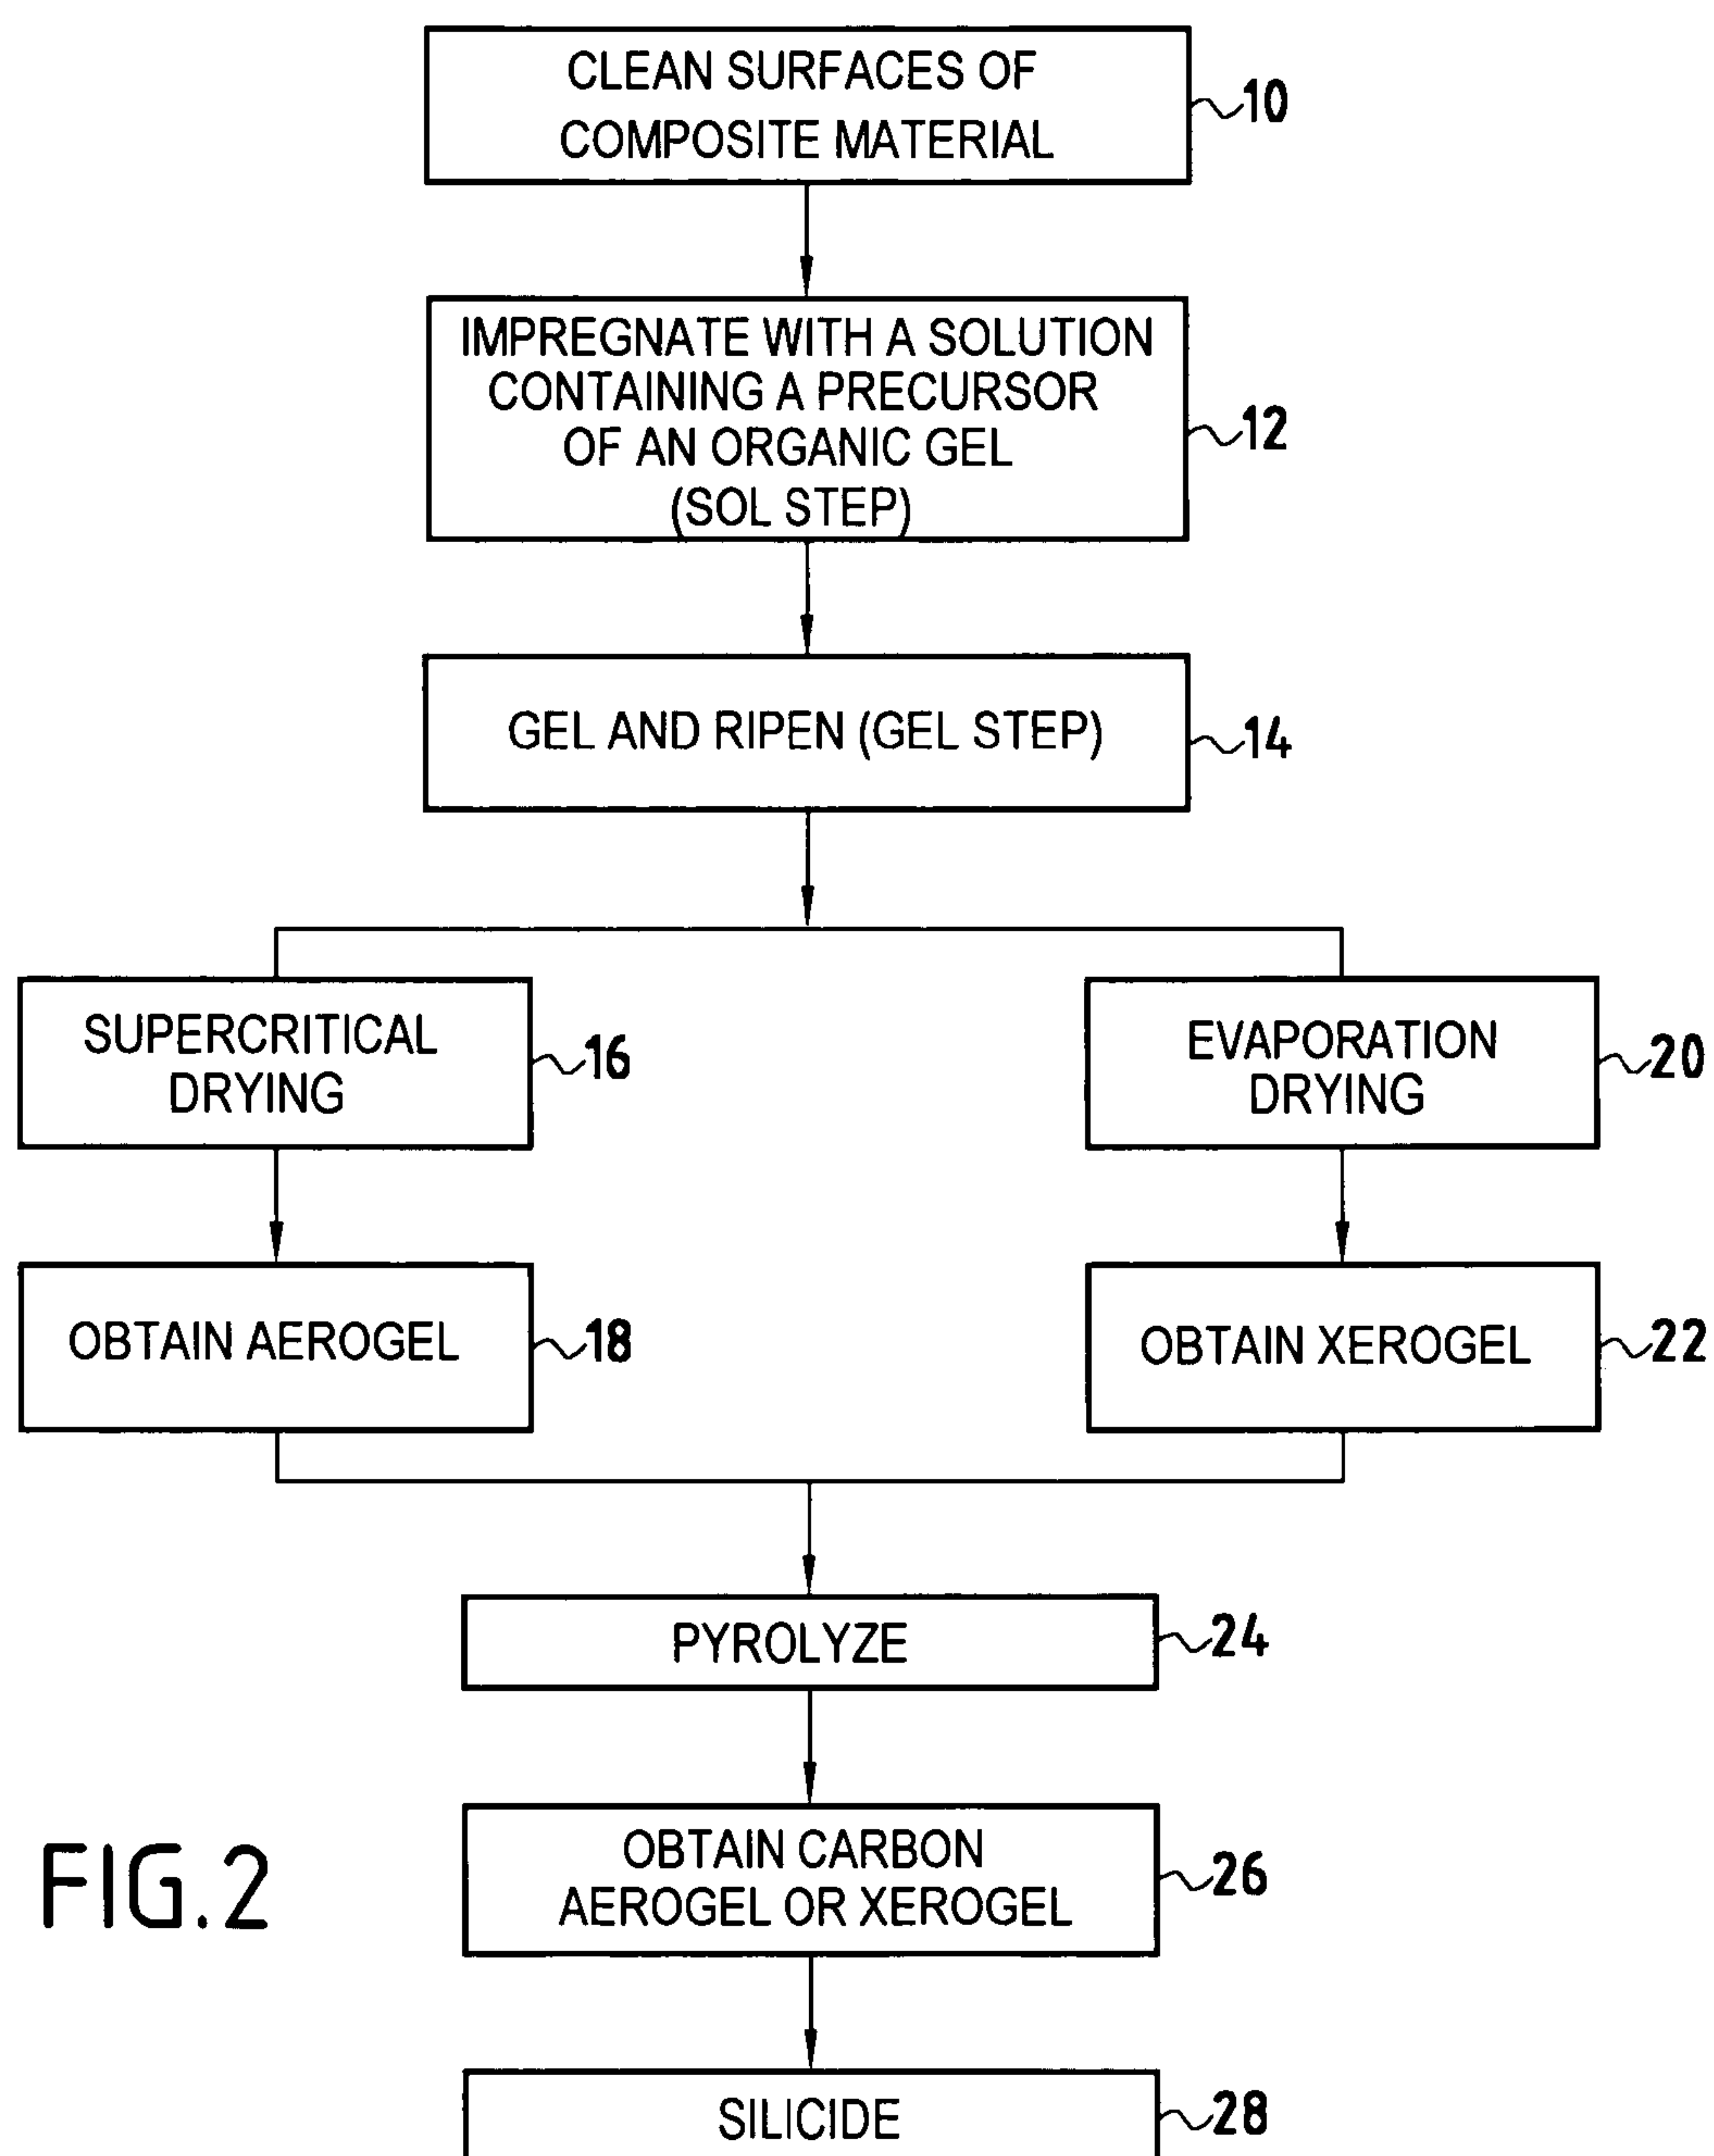 CLEAN SURFACES OF
COMPOSITE MATERIAL
10
IMPREGNATE WITH A SOLUTION
CONTAINING A PRECURSOR
OF AN ORGANIC GEL
(SOL STEP)
12
GEL AND RIPEN (GEL STEP)
14
SUPERCRITICAL
DRYING
16
EVAPORATION
DRYING
20
OBTAIN AEROGEL
18
OBTAIN XEROGEL
22
PYROLYZE
24
OBTAIN CARBON
AEROGEL OR XEROGEL
26
SILICIDE
28
FIG.2